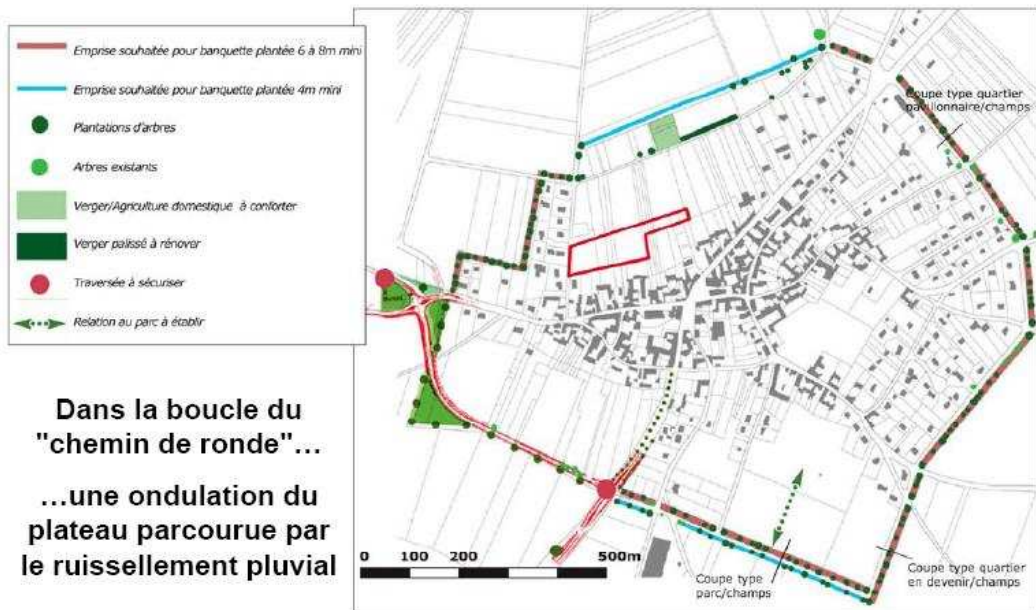 Emprise souhaitée pour banquette plantée 6 à 8m mini
Emprise souhaitée pour banquette plantée 4m mini
Plantations d'arbres
Arbres existants
Verger/Agriculture domestique à conforter
Verger palissé à rénover
Traversée à sécuriser
Relation au parc à établir
Dans la boucle du
"chemin de ronde"...
...une ondulation du
plateau parcourue par
le ruissellement pluvial
Coupe type quartier
pavillonnaire/champs
0 100 200 500m
Coupe type
parc/champs
Coupe type quartier
en devenir/champs